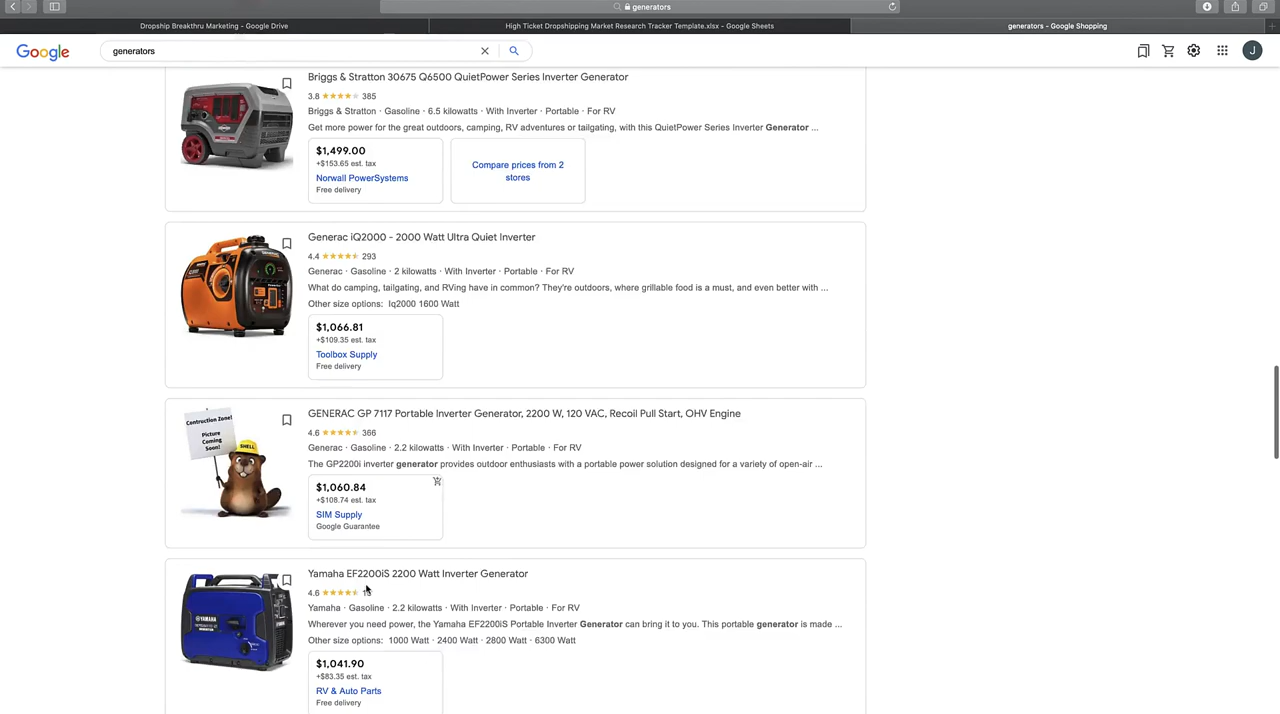 generators
Dropship Breakthru Marketing - Google Drive
High Ticket Dropshipping Market Research Tracker Template.xlsx - Google Sheets
generators - Google Shopping
Google
generators
J
Briggs & Stratton 30675 Q6500 QuietPower Series Inverter Generator
3.8 385
Briggs & Stratton · Gasoline · 6.5 kilowatts · With Inverter · Portable · For RV
Get more power for the great outdoors, camping, RV adventures or tailgating, with this QuietPower Series Inverter Generator ...
$1,499.00
+$153.65 est. tax
Norwall PowerSystems
Free delivery
Compare prices from 2
stores
Generac iQ2000 - 2000 Watt Ultra Quiet Inverter
4.4 293
Generac · Gasoline · 2 kilowatts · With Inverter · Portable · For RV
What do camping, tailgating, and RVing have in common? They're outdoors, where grillable food is a must, and even better with ...
Other size options: Iq2000 1600 Watt
$1,066.81
+$109.35 est. tax
Toolbox Supply
Free delivery
Contruction Zone!
Picture
Coming
Soon!
SHELL
GENERAC GP 7117 Portable Inverter Generator, 2200 W, 120 VAC, Recoil Pull Start, OHV Engine
4.6 366
Generac · Gasoline · 2.2 kilowatts · With Inverter · Portable · For RV
The GP2200i inverter generator provides outdoor enthusiasts with a portable power solution designed for a variety of open-air ...
$1,060.84
+$108.74 est. tax
SIM Supply
Google Guarantee
YAMAHA
Yamaha EF2200iS 2200 Watt Inverter Generator
4.6
Yamaha · Gasoline · 2.2 kilowatts · With Inverter · Portable · For RV
Wherever you need power, the Yamaha EF2200iS Portable Inverter Generator can bring it to you. This portable generator is made ...
Other size options: 1000 Watt · 2400 Watt · 2800 Watt · 6300 Watt
$1,041.90
+$83.35 est. tax
RV & Auto Parts
Free delivery